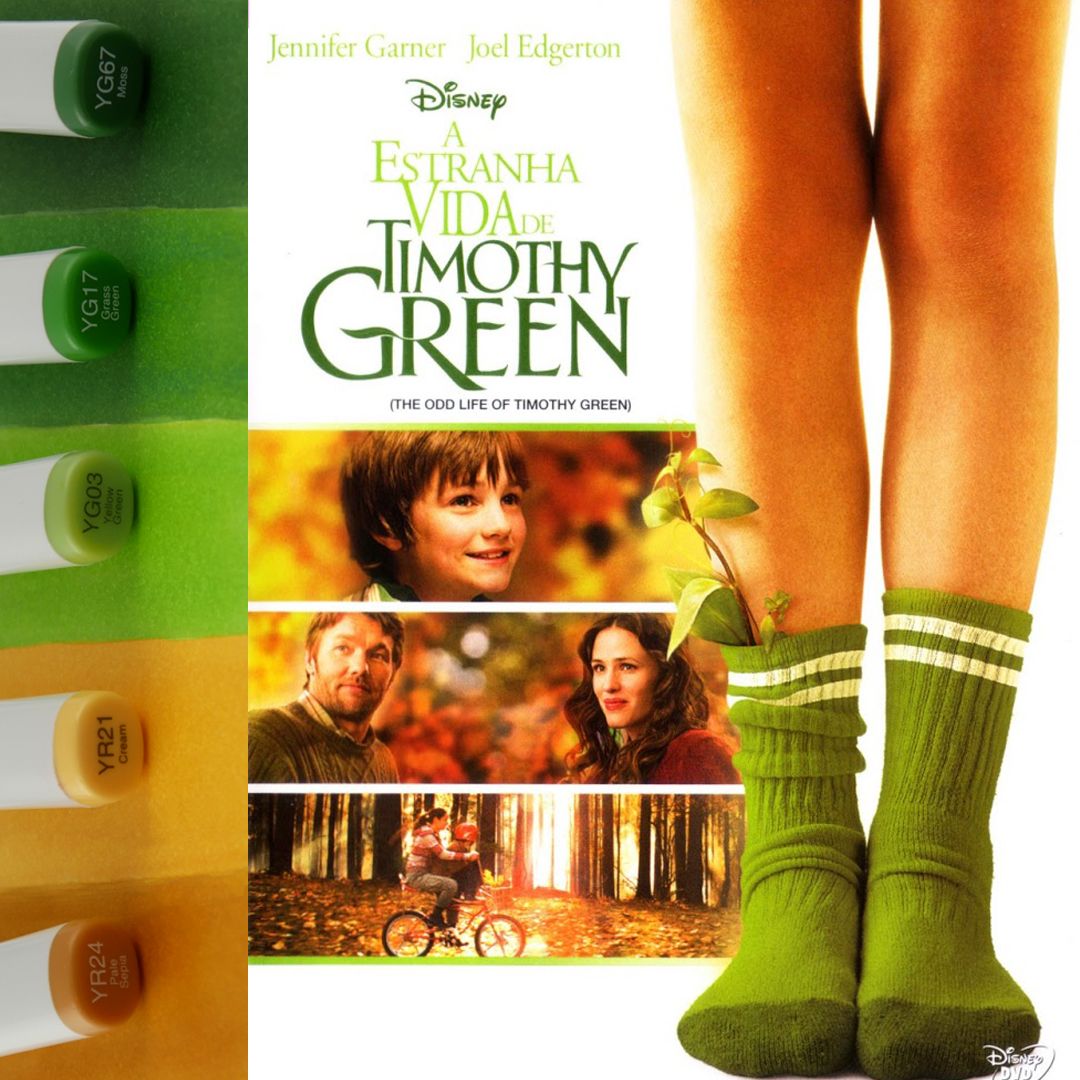 YG67
Moss
YG17
Grass
Green
YG03
Yellow
Green
YR21
Cream
YR24
Pale
Sepia
Jennifer Garner Joel Edgerton
Disney
A
ESTRANHA
VIDA DE
TIMOTHY
GREEN
(THE ODD LIFE OF TIMOTHY GREEN)
Disney
DVD